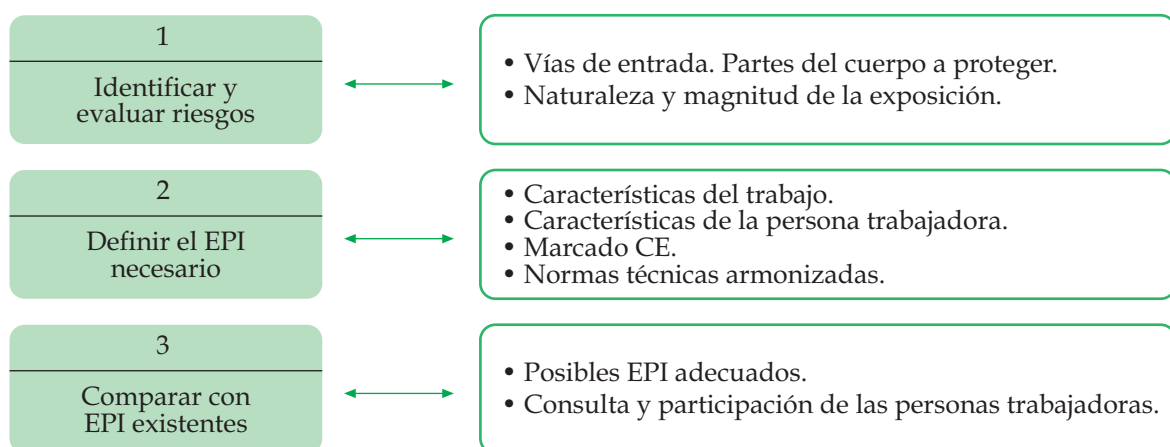 1
Identificar y
evaluar riesgos
• Vías de entrada. Partes del cuerpo a proteger.
• Naturaleza y magnitud de la exposición.
2
Definir el EPI
necesario
• Características del trabajo.
• Características de la persona trabajadora.
• Marcado CE.
• Normas técnicas armonizadas.
3
Comparar con
EPI existentes
• Posibles EPI adecuados.
• Consulta y participación de las personas trabajadoras.